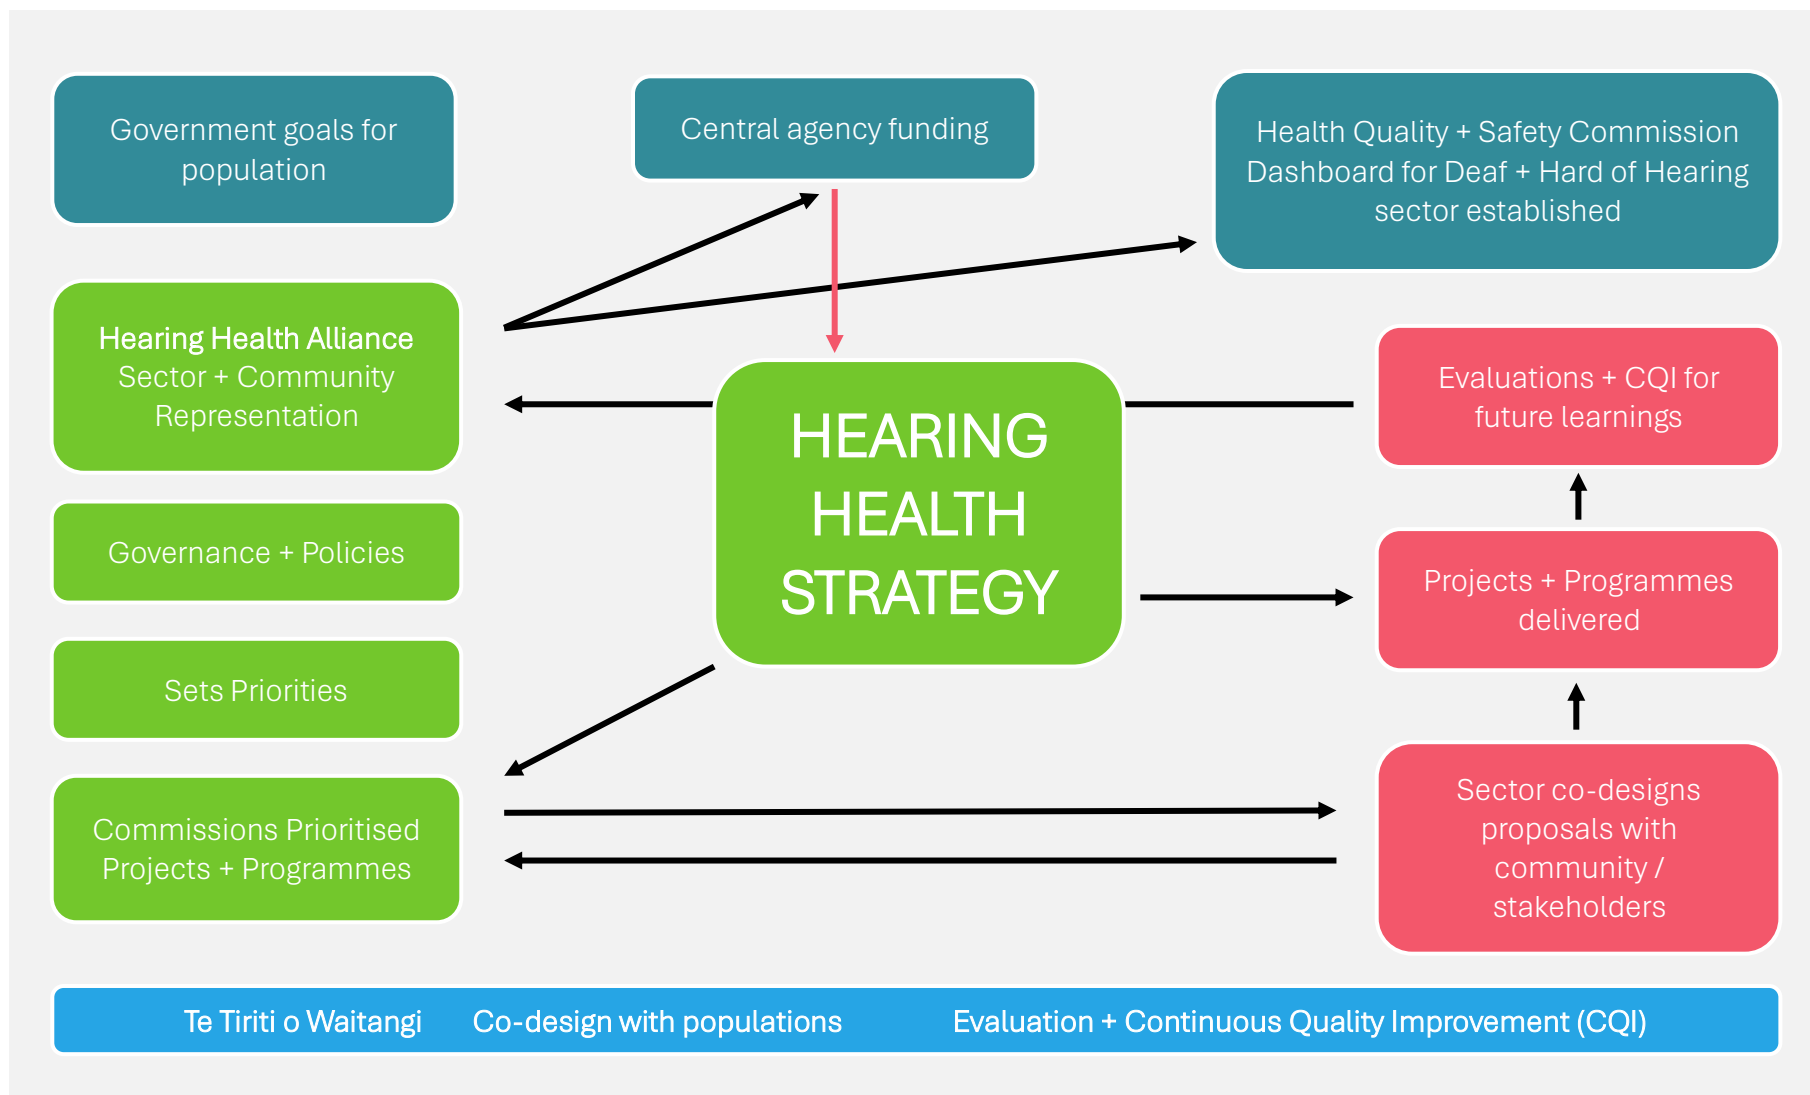 Government goals for
population
Central agency funding
Health Quality + Safety Commission
Dashboard for Deaf + Hard of Hearing
sector established
Hearing Health Alliance
Sector + Community
Representation
Governance + Policies
Sets Priorities
Commissions Prioritised
Projects + Programmes
HEARING
HEALTH
STRATEGY
Evaluations + CQI for
future learnings
Projects + Programmes
delivered
Sector co-designs
proposals with
community /
stakeholders
Te Tiriti o Waitangi Co-design with populations Evaluation + Continuous Quality Improvement (CQI)